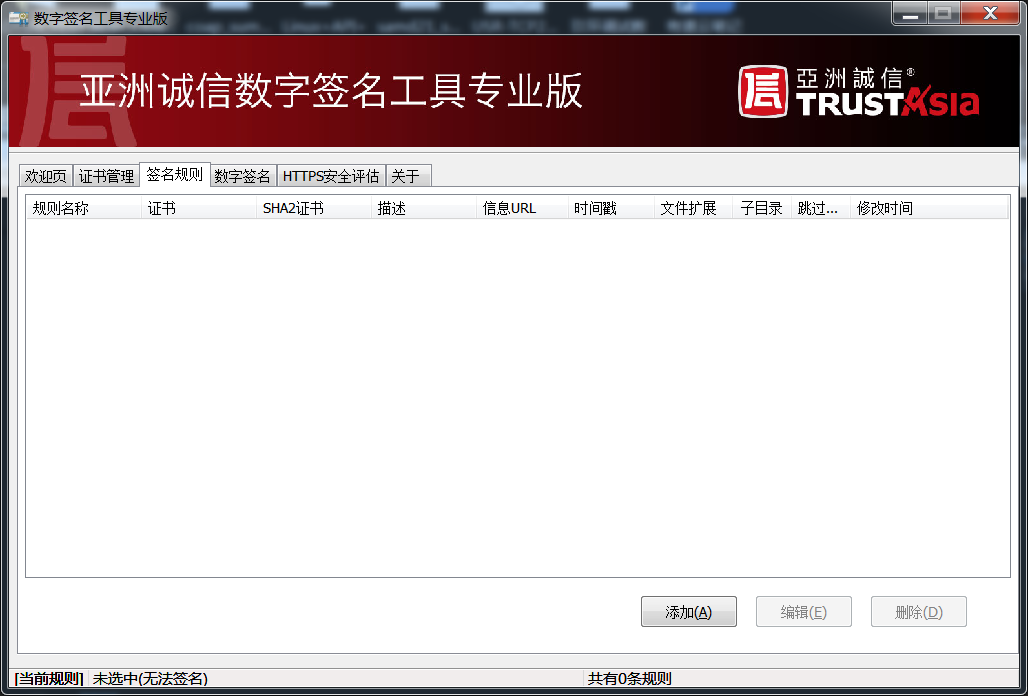 数字签名工具专业版
亚洲诚信数字签名工具专业版
亞洲誠信®
TRUSTAsia
欢迎页 证书管理 签名规则 数字签名 HTTPS安全评估 关于
规则名称 证书 SHA2证书 描述 信息URL 时间戳 文件扩展 子目录 跳过... 修改时间
添加(A) 编辑(E) 删除(D)
[当前规则] 未选中(无法签名) 共有0条规则